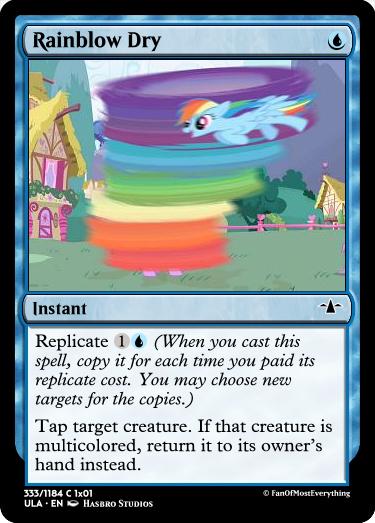 Rainblow Dry
Instant
Replicate 1 (When you cast this
spell, copy it for each time you paid its
replicate cost. You may choose new
targets for the copies.)
Tap target creature. If that creature is
multicolored, return it to its owner's
hand instead.
333/1184 C 1x01
ULA • EN Hasbro Studios
© FanOfMostEverything